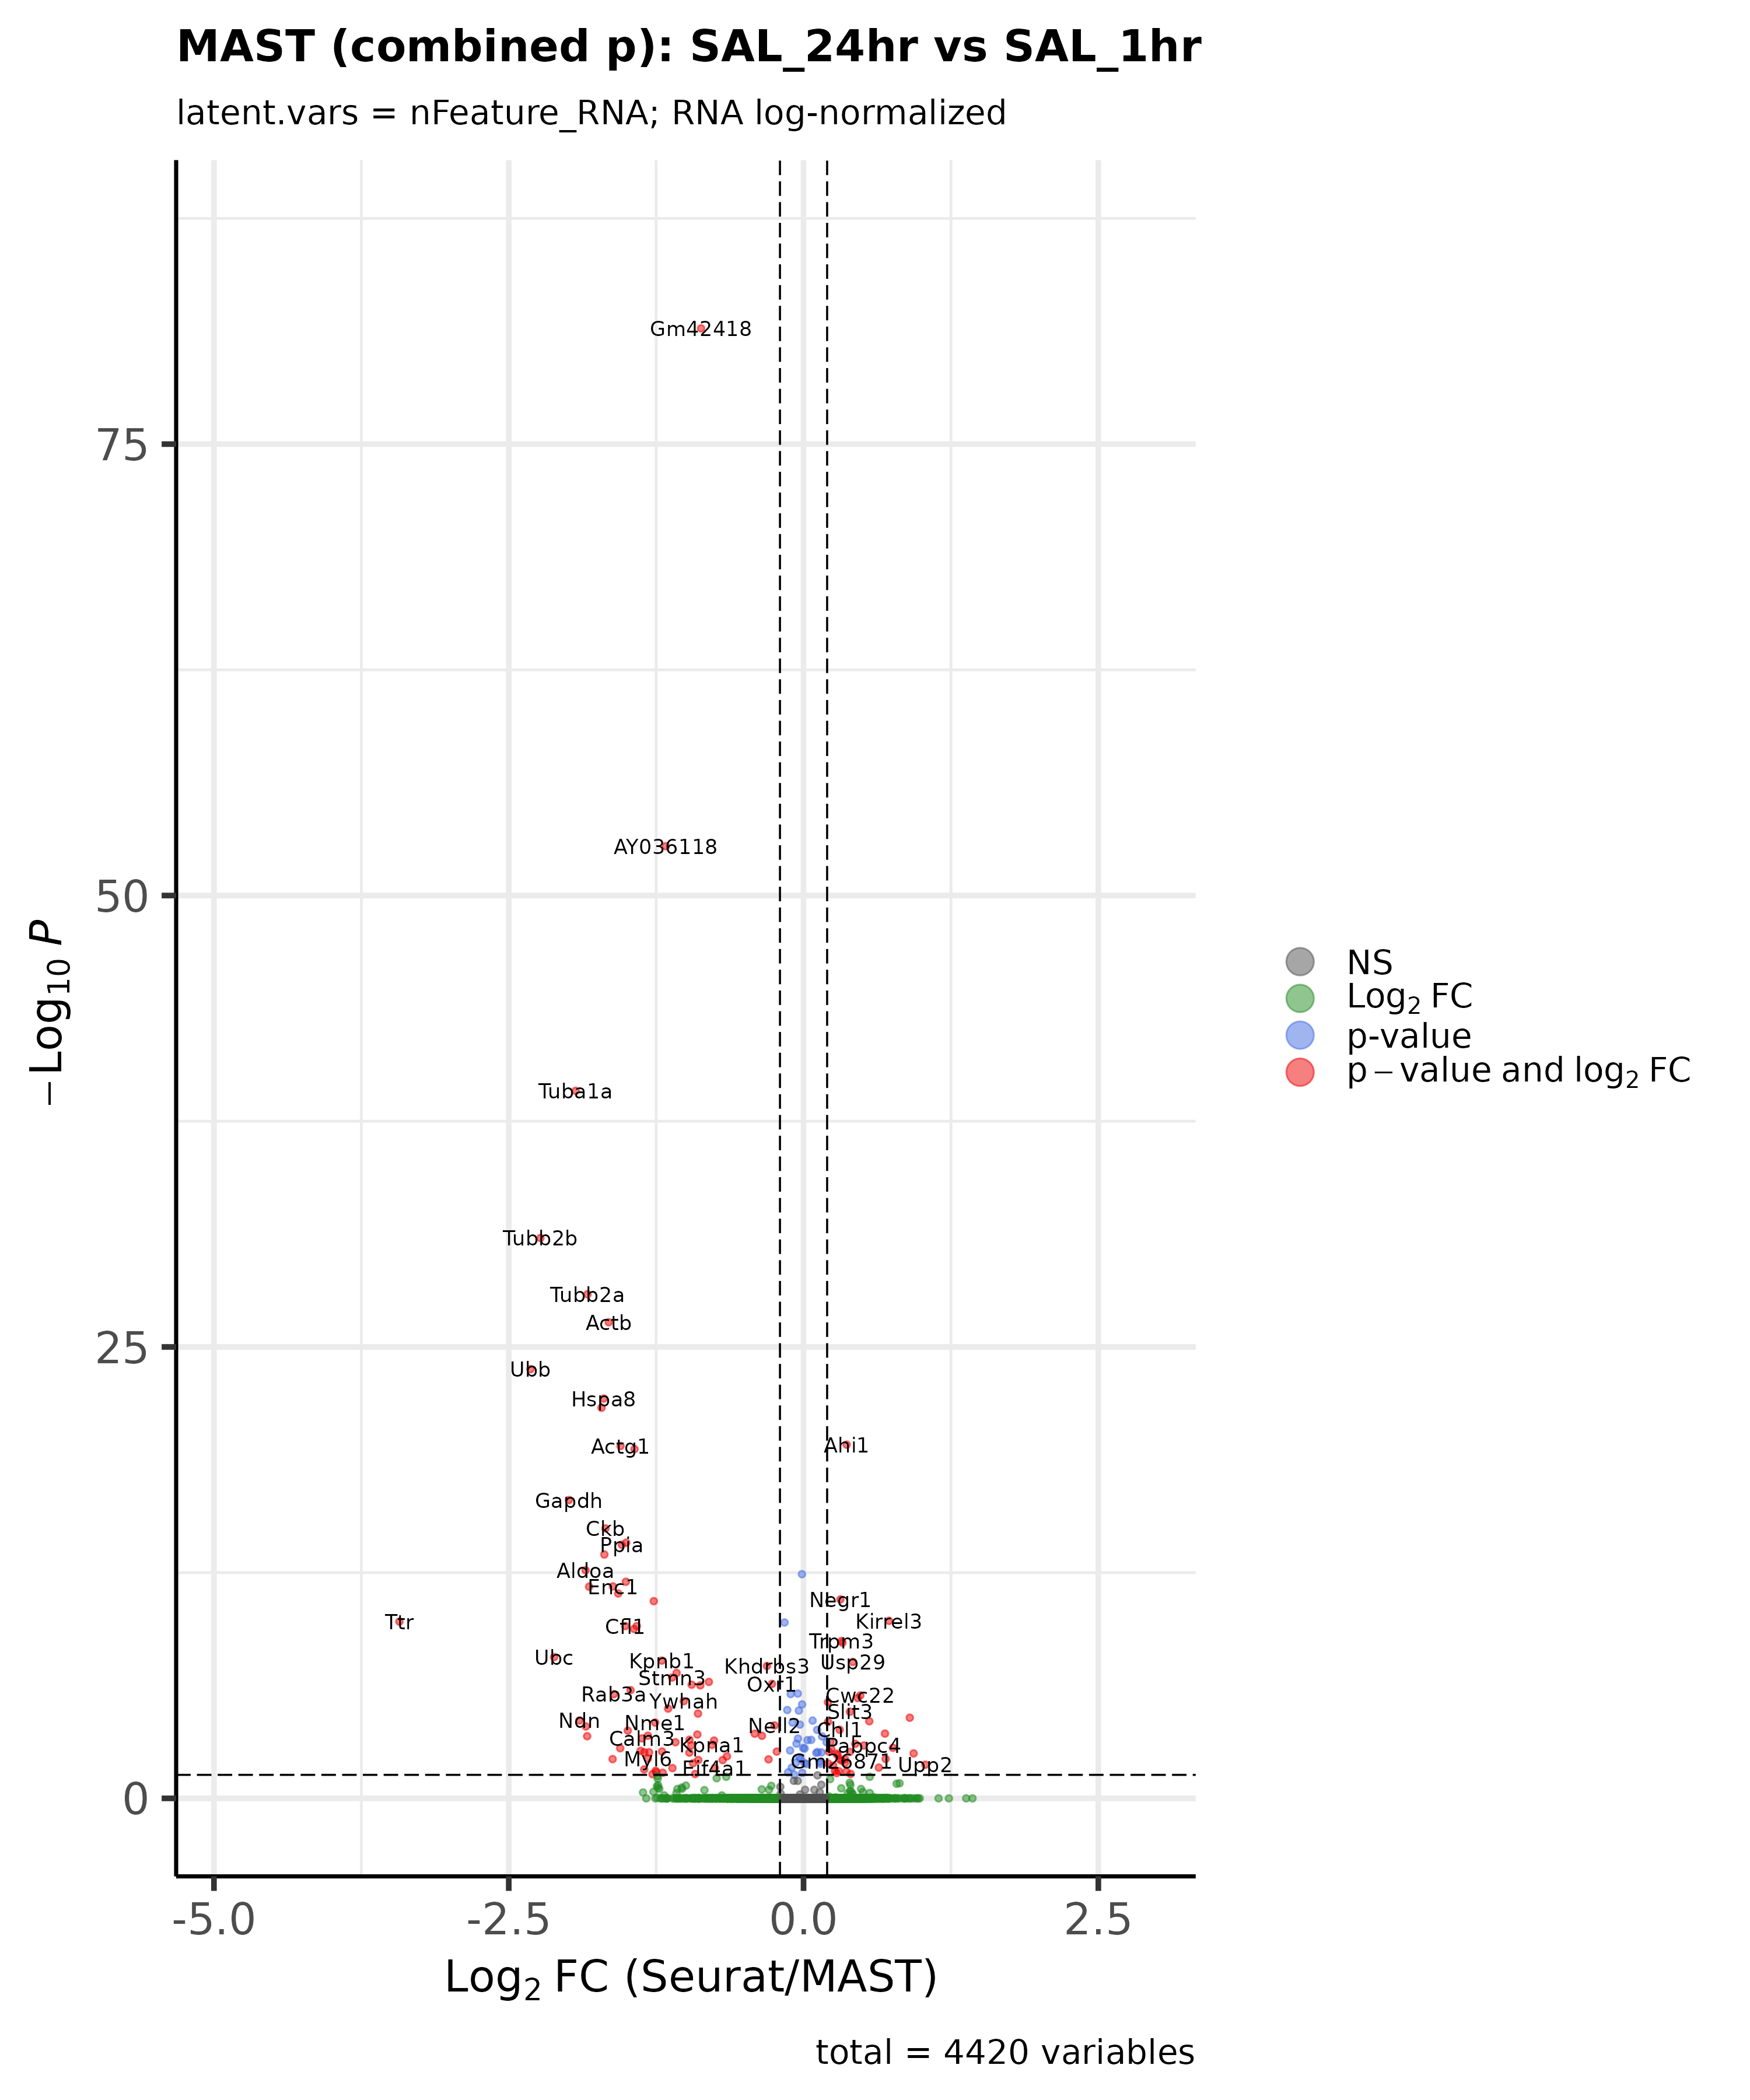 MAST (combined p): SAL_24hr vs SAL_1hr
latent.vars = nFeature_RNA; RNA log-normalized
Gm42418
75
AY036118
50
−Log10 P
NS
Log2 FC
p-value
p−value and log2 FC
Tuba1a
Tubb2b
Tubb2a
Actb
25
Ubb
Hspa8
Actg1
Ahi1
Gapdh
Ckb
Ppia
Aldoa
Enc1
Negr1
Ttr
Cfl1
Kirrel3
Trpm3
Ubc
Kpnb1
Khdrbs3
Usp29
Stmn3
Oxr1
Rab3a
Ywhah
Cwc22
Slit3
Ndn
Nme1
Nell2
Chl1
Calm3
Kpna1
Pabpc4
Myl6
Eif4a1
Gm26871
Upp2
0
-5.0
-2.5
0.0
2.5
Log2 FC (Seurat/MAST)
total = 4420 variables